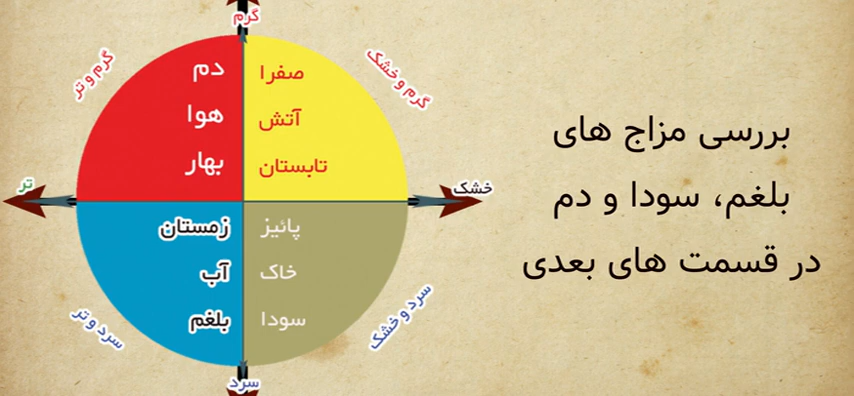 گرم
گرم و تر
گرم و خشک
دم
هوا
بهار
صفرا
آتش
تابستان
تر
خشک
زمستان
آب
بلغم
پائیز
خاک
سودا
سرد و تر
سرد و خشک
سرد
بررسی مزاج های
بلغم، سودا و دم
در قسمت های بعدی